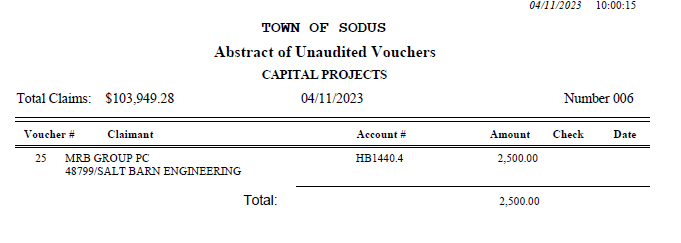 04/11/2023 10:00:15
TOWN OF SODUS
Abstract of Unaudited Vouchers
CAPITAL PROJECTS
Total Claims: $103,949.28 04/11/2023 Number 006
Voucher # Claimant Account # Amount Check Date
25 MRB GROUP PC HB1440.4 2,500.00
48799/SALT BARN ENGINEERING
Total: 2,500.00